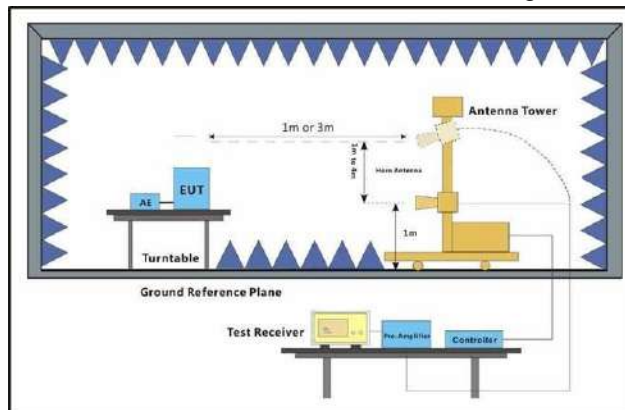 1m or 3m
Antenna Tower
1m to 4m
Horn Antenna
EUT
AE
1m
Turntable
Ground Reference Plane
Test Receiver
Pre-Amplifier
Controller